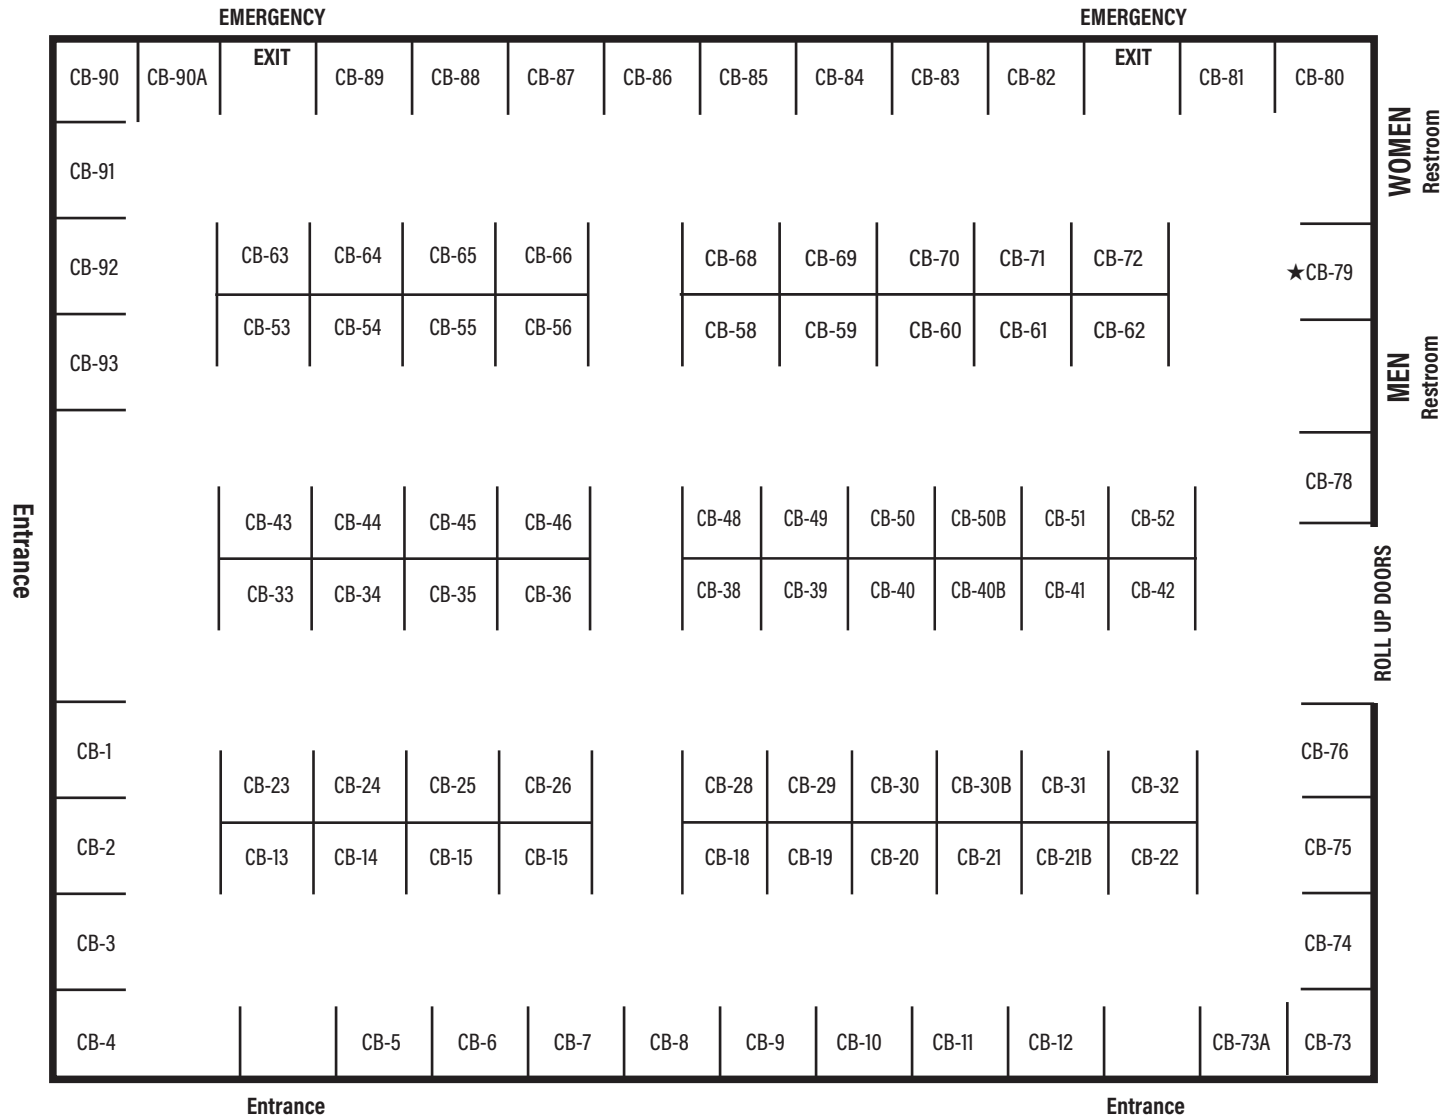 EMERGENCY EMERGENCY
CB-90 CB-90A EXIT CB-89 CB-88 CB-87 CB-86 CB-85 CB-84 CB-83 CB-82 EXIT CB-81 CB-80
WOMEN
Restroom
CB-91
CB-92 CB-63 CB-64 CB-65 CB-66 CB-68 CB-69 CB-70 CB-71 CB-72 ★CB-79
CB-53 CB-54 CB-55 CB-56 CB-58 CB-59 CB-60 CB-61 CB-62
CB-93
MEN
Restroom
CB-78
Entrance
CB-43 CB-44 CB-45 CB-46 CB-48 CB-49 CB-50 CB-50B CB-51 CB-52
CB-33 CB-34 CB-35 CB-36 CB-38 CB-39 CB-40 CB-40B CB-41 CB-42
ROLL UP DOORS
CB-1 CB-76
CB-23 CB-24 CB-25 CB-26 CB-28 CB-29 CB-30 CB-30B CB-31 CB-32
CB-2 CB-13 CB-14 CB-15 CB-15 CB-18 CB-19 CB-20 CB-21 CB-21B CB-22 CB-75
CB-3 CB-74
CB-4 CB-5 CB-6 CB-7 CB-8 CB-9 CB-10 CB-11 CB-12 CB-73A CB-73
Entrance Entrance